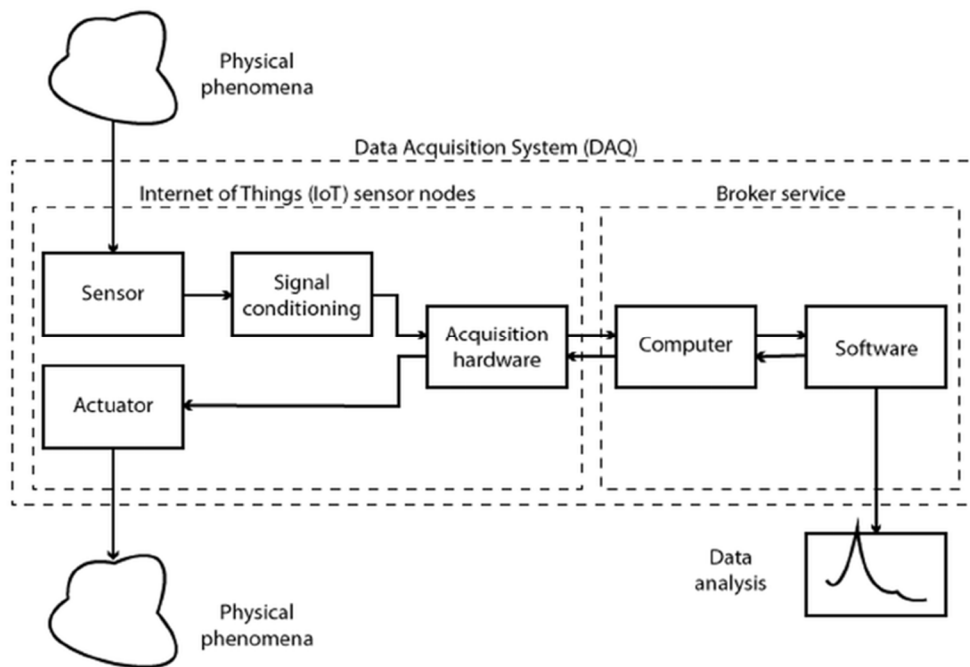 Physical
phenomena
Data Acquisition System (DAQ)
Internet of Things (IoT) sensor nodes
Broker service
Sensor
Signal
conditioning
Acquisition
hardware
Computer
Software
Actuator
Data
analysis
Physical
phenomena